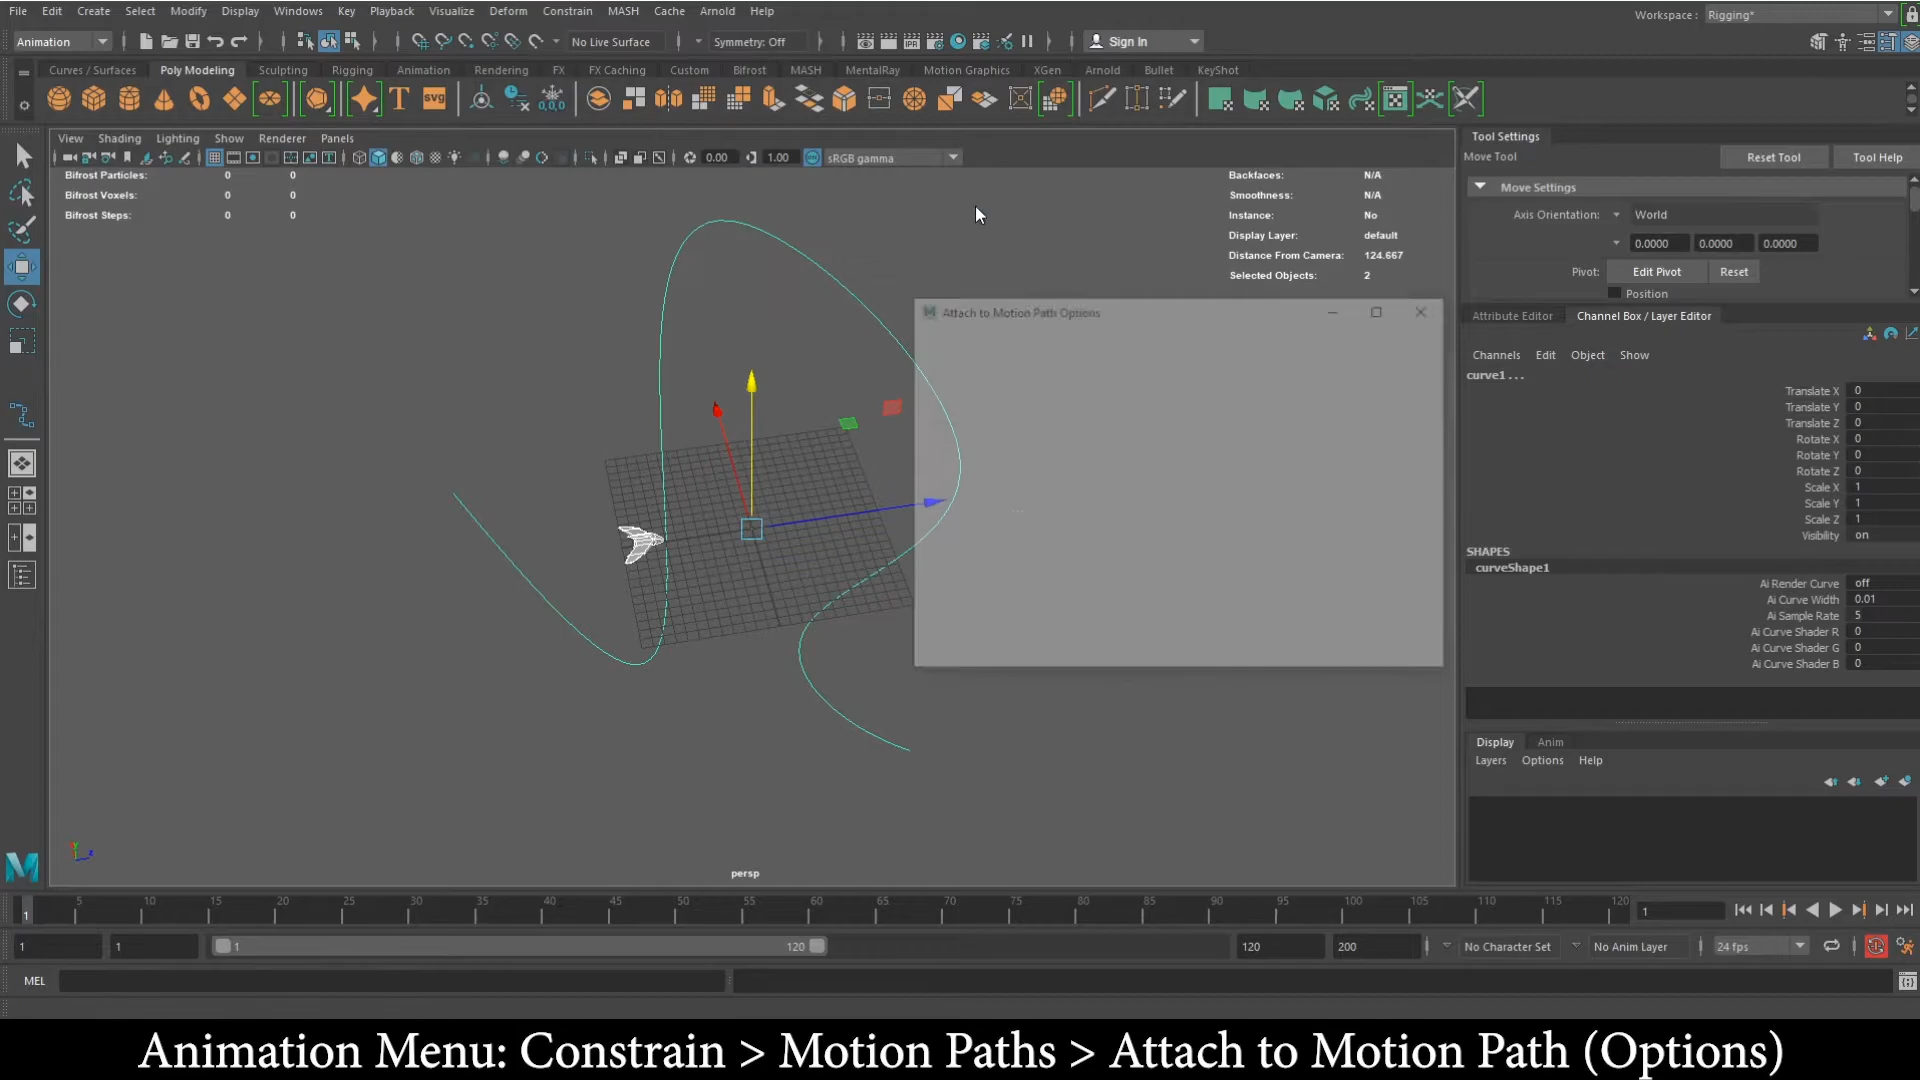 File Edit Create Select Modify Display Windows Key Playback Visualize Deform Constrain MASH Cache Arnold Help
Workspace : Rigging*
Animation No Live Surface Symmetry: Off Sign In
Curves / Surfaces Poly Modeling Sculpting Rigging Animation Rendering FX FX Caching Custom Bifrost MASH MentalRay Motion Graphics XGen Arnold Bullet KeyShot
T svg 0,0,0
View Shading Lighting Show Renderer Panels
0.00 1.00 sRGB gamma
Bifrost Particles: 0 0
Bifrost Voxels: 0 0
Bifrost Steps: 0 0
Backfaces: N/A
Smoothness: N/A
Instance: No
Display Layer: default
Distance From Camera: 124.667
Selected Objects: 2
Attach to Motion Path Options
persp
Tool Settings
Move Tool Reset Tool Tool Help
Move Settings
Axis Orientation: World
0.0000 0.0000 0.0000
Pivot: Edit Pivot Reset
Position
Attribute Editor Channel Box / Layer Editor
Channels Edit Object Show
curve1...
Translate X 0
Translate Y 0
Translate Z 0
Rotate X 0
Rotate Y 0
Rotate Z 0
Scale X 1
Scale Y 1
Scale Z 1
Visibility on
SHAPES
curveShape1
Ai Render Curve off
Ai Curve Width 0.01
Ai Sample Rate 5
Ai Curve Shader R 0
Ai Curve Shader G 0
Ai Curve Shader B 0
Display Anim
Layers Options Help
1 5 10 15 20 25 30 35 40 45 50 55 60 65 70 75 80 85 90 95 100 105 110 115 120 1
1 1 1 120 120 200 No Character Set No Anim Layer 24 fps
MEL
Animation Menu: Constrain > Motion Paths > Attach to Motion Path (Options)